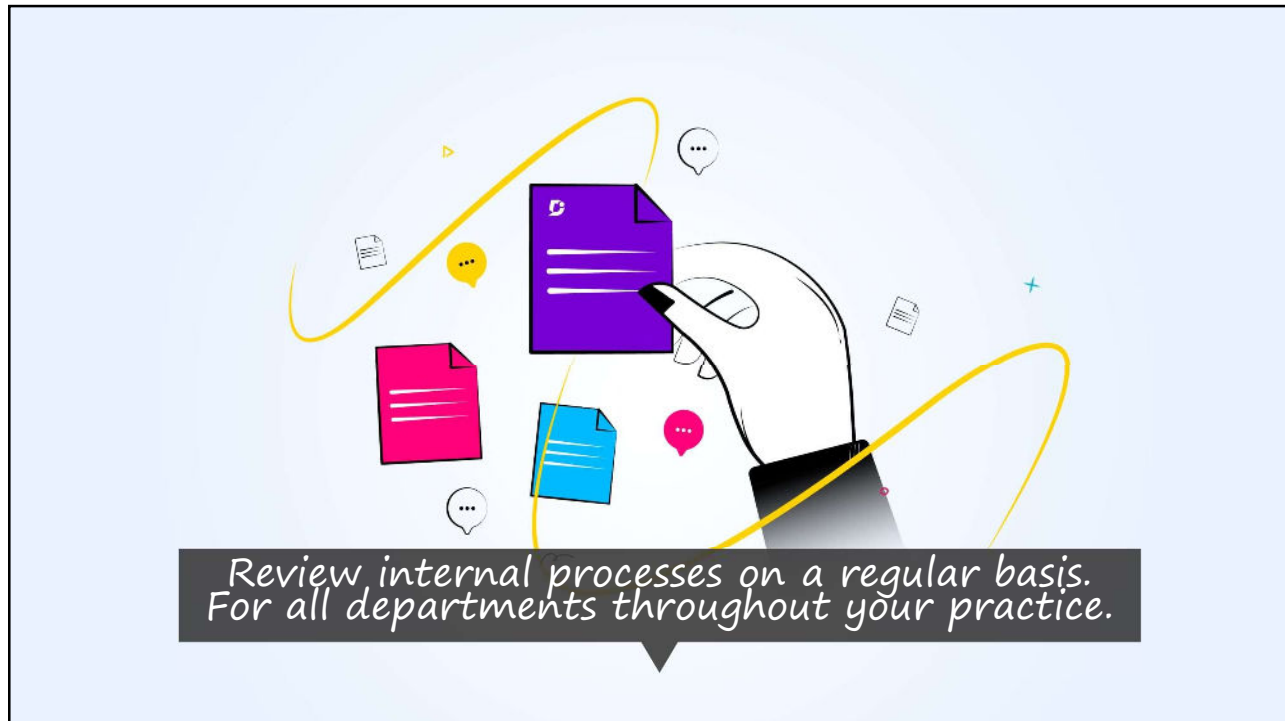 Review internal processes on a regular basis.
For all departments throughout your practice.